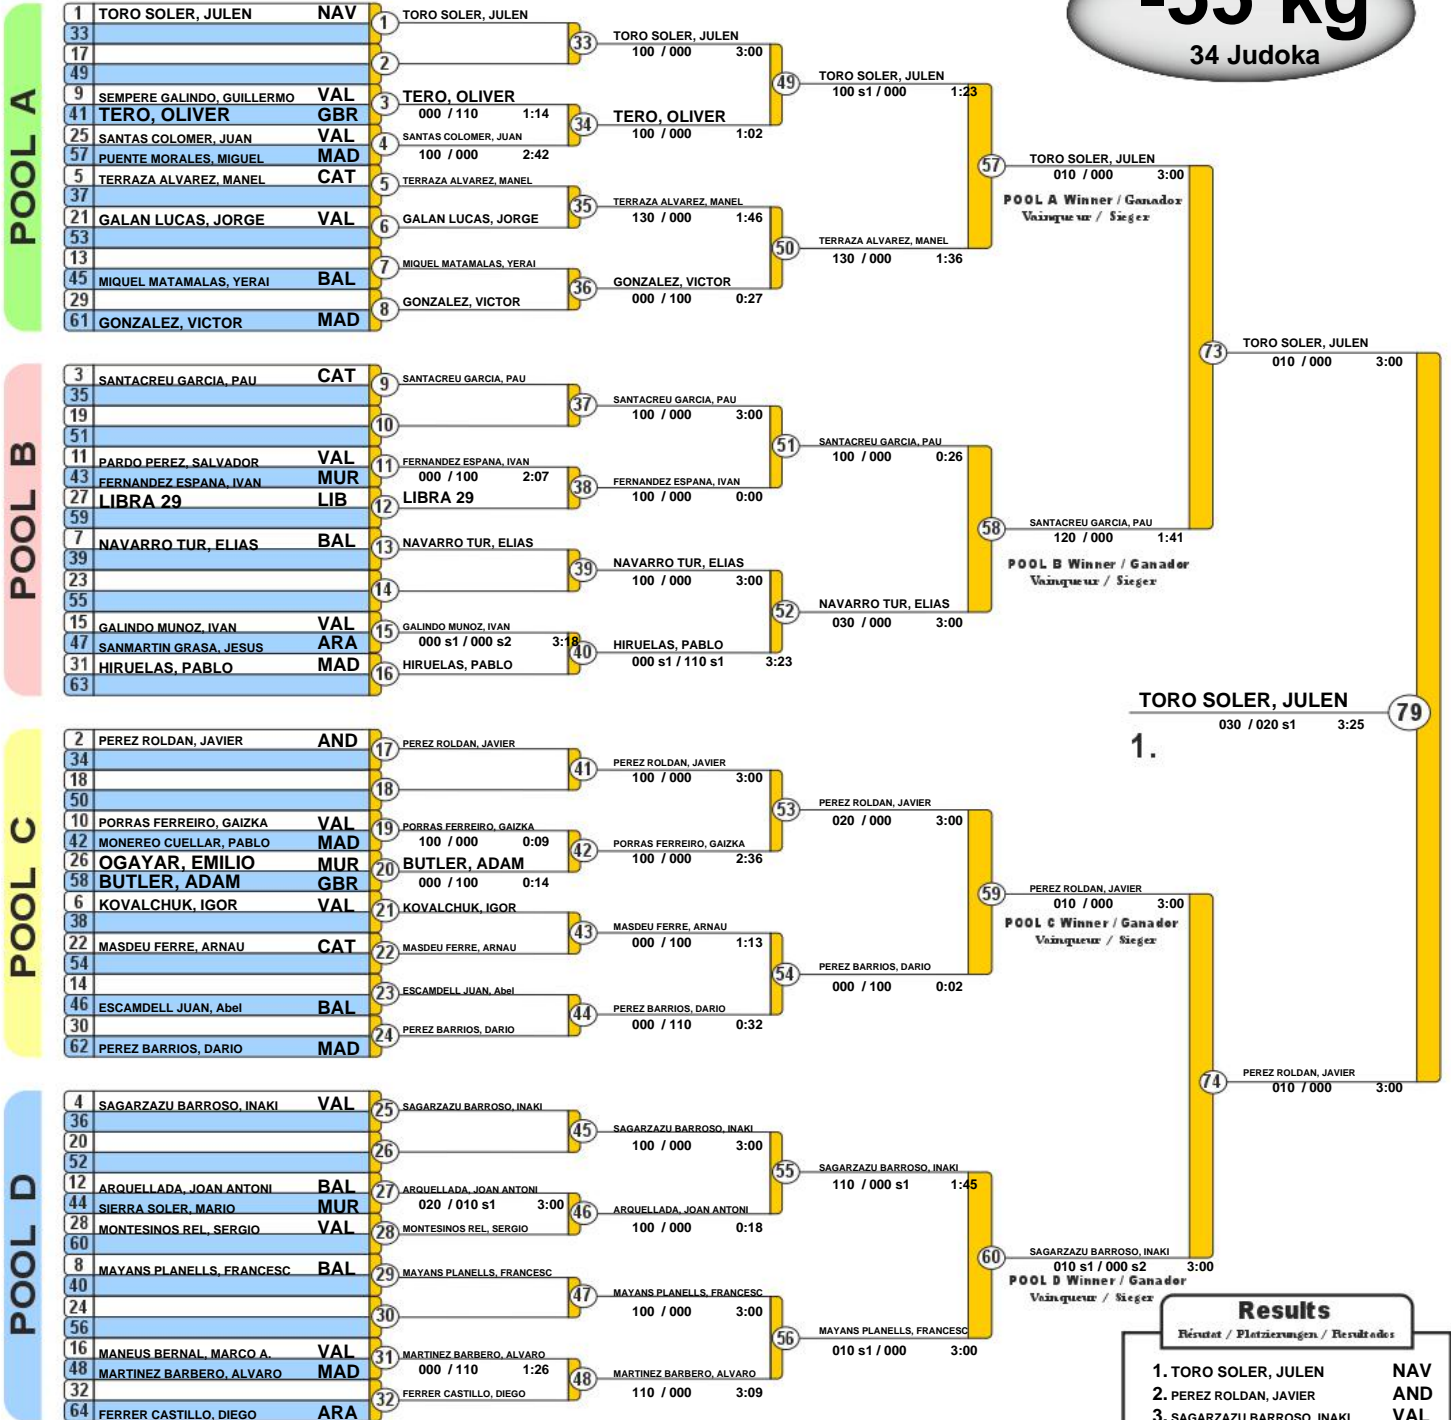 -55 kg
34 Judoka
POOL A
1 TORO SOLER, JULEN NAV
33
17
49
9 SEMPERE GALINDO, GUILLERMO VAL
41 TERO, OLIVER GBR
25 SANTAS COLOMER, JUAN VAL
57 PUENTE MORALES, MIGUEL MAD
5 TERRAZA ALVAREZ, MANEL CAT
37
21 GALAN LUCAS, JORGE VAL
53
13
45 MIQUEL MATAMALAS, YERAI BAL
29
61 GONZALEZ, VICTOR MAD
1 TORO SOLER, JULEN
2
3 TERO, OLIVER
000 / 110 1:14
4 SANTAS COLOMER, JUAN
100 / 000 2:42
5 TERRAZA ALVAREZ, MANEL
6 GALAN LUCAS, JORGE
7 MIQUEL MATAMALAS, YERAI
8 GONZALEZ, VICTOR
33 TORO SOLER, JULEN
100 / 000 3:00
34 TERO, OLIVER
100 / 000 1:02
35 TERRAZA ALVAREZ, MANEL
130 / 000 1:46
36 GONZALEZ, VICTOR
000 / 100 0:27
49 TORO SOLER, JULEN
100 s1 / 000 1:23
50 TERRAZA ALVAREZ, MANEL
130 / 000 1:36
57 TORO SOLER, JULEN
010 / 000 3:00
POOL A Winner / Ganador
Vainqueur / Sieger
POOL B
3 SANTACREU GARCIA, PAU CAT
35
19
51
11 PARDO PEREZ, SALVADOR VAL
43 FERNANDEZ ESPANA, IVAN MUR
27 LIBRA 29 LIB
59
7 NAVARRO TUR, ELIAS BAL
39
23
55
15 GALINDO MUNOZ, IVAN VAL
47 SANMARTIN GRASA, JESUS ARA
31 HIRUELAS, PABLO MAD
63
9 SANTACREU GARCIA, PAU
10
11 FERNANDEZ ESPANA, IVAN
000 / 100 2:07
12 LIBRA 29
13 NAVARRO TUR, ELIAS
14
15 GALINDO MUNOZ, IVAN
000 s1 / 000 s2 3:18
16 HIRUELAS, PABLO
37 SANTACREU GARCIA, PAU
100 / 000 3:00
38 FERNANDEZ ESPANA, IVAN
100 / 000 0:00
39 NAVARRO TUR, ELIAS
100 / 000 3:00
40 HIRUELAS, PABLO
000 s1 / 110 s1 3:23
51 SANTACREU GARCIA, PAU
100 / 000 0:26
52 NAVARRO TUR, ELIAS
030 / 000 3:00
58 SANTACREU GARCIA, PAU
120 / 000 1:41
POOL B Winner / Ganador
Vainqueur / Sieger
73 TORO SOLER, JULEN
010 / 000 3:00
TORO SOLER, JULEN 79
030 / 020 s1 3:25
1.
POOL C
2 PEREZ ROLDAN, JAVIER AND
34
18
50
10 PORRAS FERREIRO, GAIZKA VAL
42 MONEREO CUELLAR, PABLO MAD
26 OGAYAR, EMILIO MUR
58 BUTLER, ADAM GBR
6 KOVALCHUK, IGOR VAL
38
22 MASDEU FERRE, ARNAU CAT
54
14
46 ESCAMDELL JUAN, Abel BAL
30
62 PEREZ BARRIOS, DARIO MAD
17 PEREZ ROLDAN, JAVIER
18
19 PORRAS FERREIRO, GAIZKA
100 / 000 0:09
20 BUTLER, ADAM
000 / 100 0:14
21 KOVALCHUK, IGOR
22 MASDEU FERRE, ARNAU
23 ESCAMDELL JUAN, Abel
24 PEREZ BARRIOS, DARIO
41 PEREZ ROLDAN, JAVIER
100 / 000 3:00
42 PORRAS FERREIRO, GAIZKA
100 / 000 2:36
43 MASDEU FERRE, ARNAU
000 / 100 1:13
44 PEREZ BARRIOS, DARIO
000 / 110 0:32
53 PEREZ ROLDAN, JAVIER
020 / 000 3:00
54 PEREZ BARRIOS, DARIO
000 / 100 0:02
59 PEREZ ROLDAN, JAVIER
010 / 000 3:00
POOL C Winner / Ganador
Vainqueur / Sieger
74 PEREZ ROLDAN, JAVIER
010 / 000 3:00
POOL D
4 SAGARZAZU BARROSO, INAKI VAL
36
20
52
12 ARQUELLADA, JOAN ANTONI BAL
44 SIERRA SOLER, MARIO MUR
28 MONTESINOS REL, SERGIO VAL
60
8 MAYANS PLANELLS, FRANCESC BAL
40
24
56
16 MANEUS BERNAL, MARCO A. VAL
48 MARTINEZ BARBERO, ALVARO MAD
32
64 FERRER CASTILLO, DIEGO ARA
25 SAGARZAZU BARROSO, INAKI
26
27 ARQUELLADA, JOAN ANTONI
020 / 010 s1 3:00
28 MONTESINOS REL, SERGIO
29 MAYANS PLANELLS, FRANCESC
30
31 MARTINEZ BARBERO, ALVARO
000 / 110 1:26
32 FERRER CASTILLO, DIEGO
45 SAGARZAZU BARROSO, INAKI
100 / 000 3:00
46 ARQUELLADA, JOAN ANTONI
100 / 000 0:18
47 MAYANS PLANELLS, FRANCESC
100 / 000 3:00
48 MARTINEZ BARBERO, ALVARO
110 / 000 3:09
55 SAGARZAZU BARROSO, INAKI
110 / 000 s1 1:45
56 MAYANS PLANELLS, FRANCESC
010 s1 / 000 3:00
60 SAGARZAZU BARROSO, INAKI
010 s1 / 000 s2 3:00
POOL D Winner / Ganador
Vainqueur / Sieger
Results
Résutat / Platzierungen / Resultados
1. TORO SOLER, JULEN NAV
2. PEREZ ROLDAN, JAVIER AND
3. SAGARZAZU BARROSO, INAKI VAL